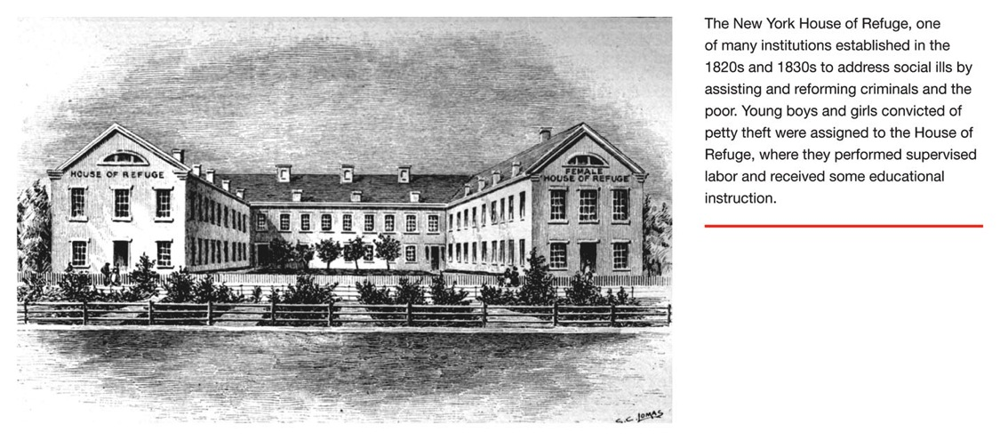 HOUSE OF REFUGE
FEMALE
HOUSE OF REFUGE
G.C. LOMAS
The New York House of Refuge, one
of many institutions established in the
1820s and 1830s to address social ills by
assisting and reforming criminals and the
poor. Young boys and girls convicted of
petty theft were assigned to the House of
Refuge, where they performed supervised
labor and received some educational
instruction.